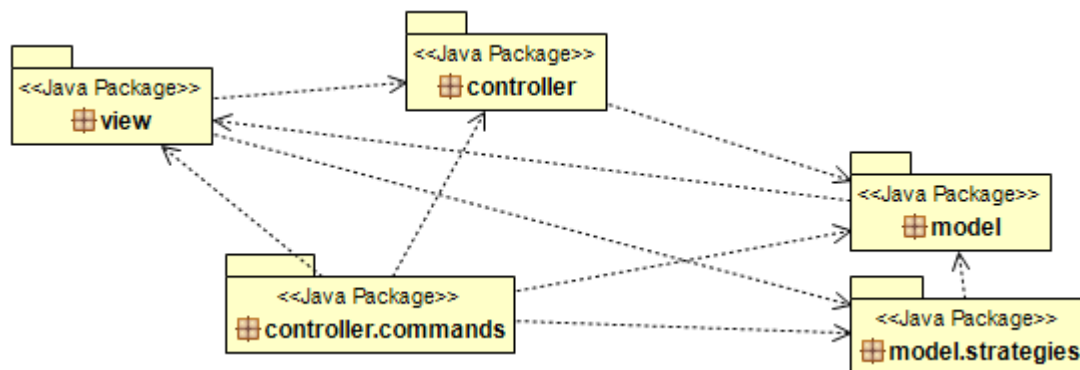 <<Java Package>>
view
<<Java Package>>
controller
<<Java Package>>
model
<<Java Package>>
controller.commands
<<Java Package>>
model.strategies